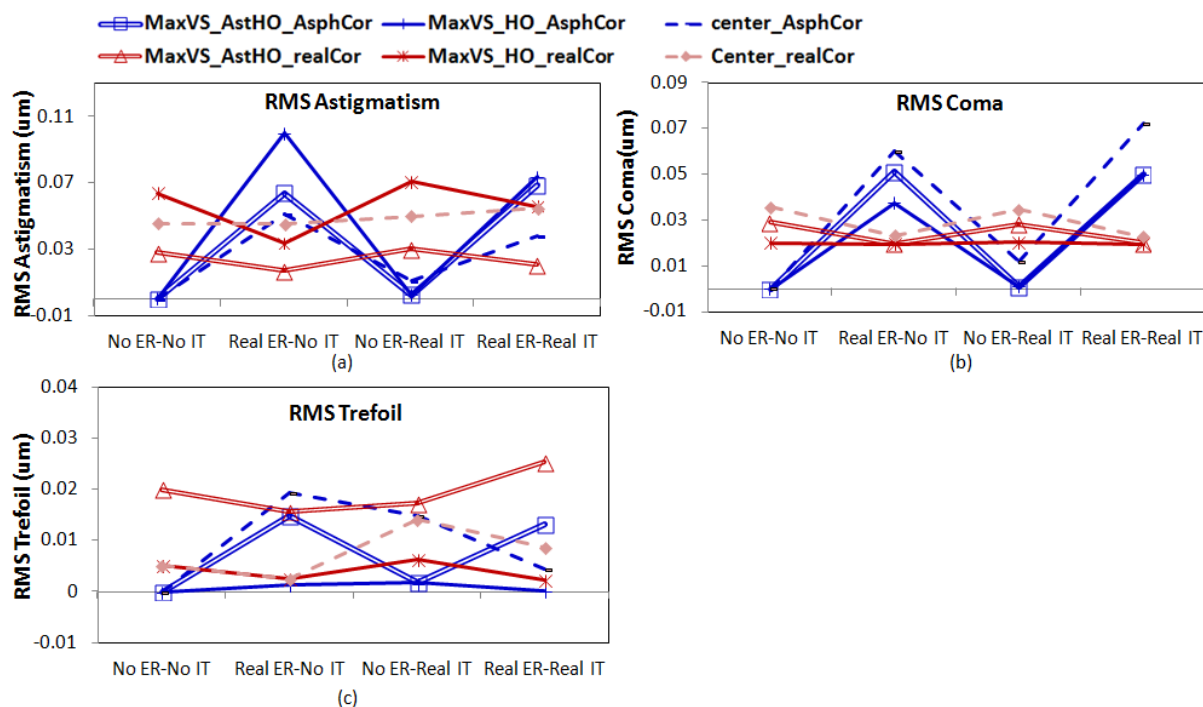 MaxVS_AstHO_AsphCor MaxVS_HO_AsphCor center_AsphCor
MaxVS_AstHO_realCor MaxVS_HO_realCor Center_realCor
RMS Astigmatism
RMS Astigmatism (um)
0.11
0.07
0.03
-0.01
No ER-No IT Real ER-No IT No ER-Real IT Real ER-Real IT
(a)
RMS Coma
RMS Coma(um)
0.09
0.07
0.05
0.03
0.01
-0.01
No ER-No IT Real ER-No IT No ER-Real IT Real ER-Real IT
(b)
RMS Trefoil
RMS Trefoil (um)
0.04
0.03
0.02
0.01
0
-0.01
No ER-No IT Real ER-No IT No ER-Real IT Real ER-Real IT
(c)